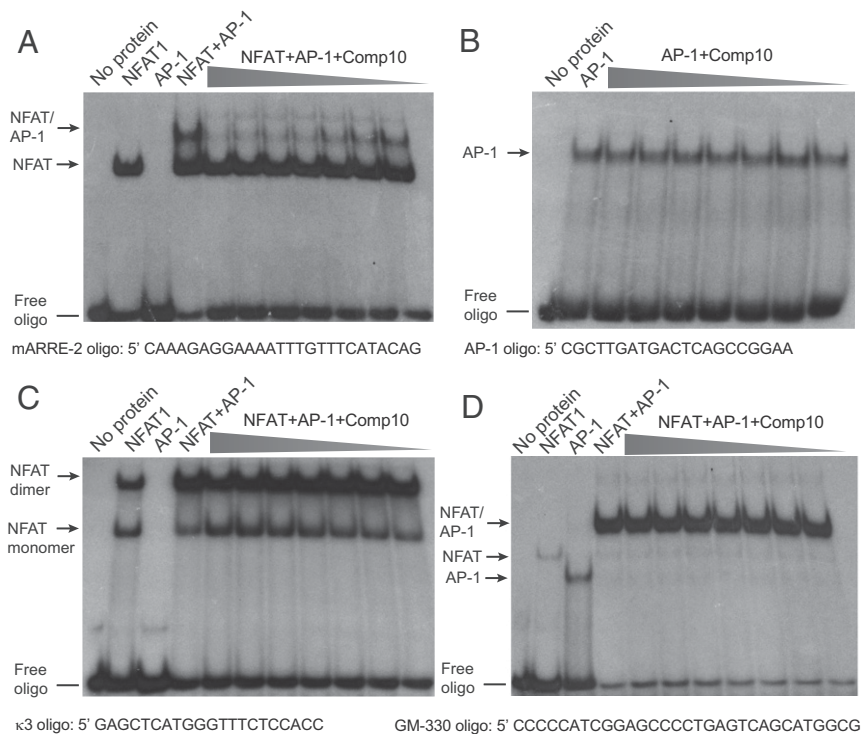 A
No protein
NFAT1
AP-1
NFAT+AP-1
NFAT+AP-1+Comp10
NFAT/
AP-1
NFAT
Free
oligo
mARRE-2 oligo: 5' CAAAGAGGAAAATTTGTTTCATACAG
B
No protein
AP-1
AP-1+Comp10
AP-1
Free
oligo
AP-1 oligo: 5' CGCTTGATGACTCAGCCGGAA
C
No protein
NFAT1
AP-1
NFAT+AP-1
NFAT+AP-1+Comp10
NFAT
dimer
NFAT
monomer
Free
oligo
κ3 oligo: 5' GAGCTCATGGGTTTCTCCACC
D
No protein
NFAT1
AP-1
NFAT+AP-1
NFAT+AP-1+Comp10
NFAT/
AP-1
NFAT
AP-1
Free
oligo
GM-330 oligo: 5' CCCCCATCGGAGCCCCTGAGTCAGCATGGCG